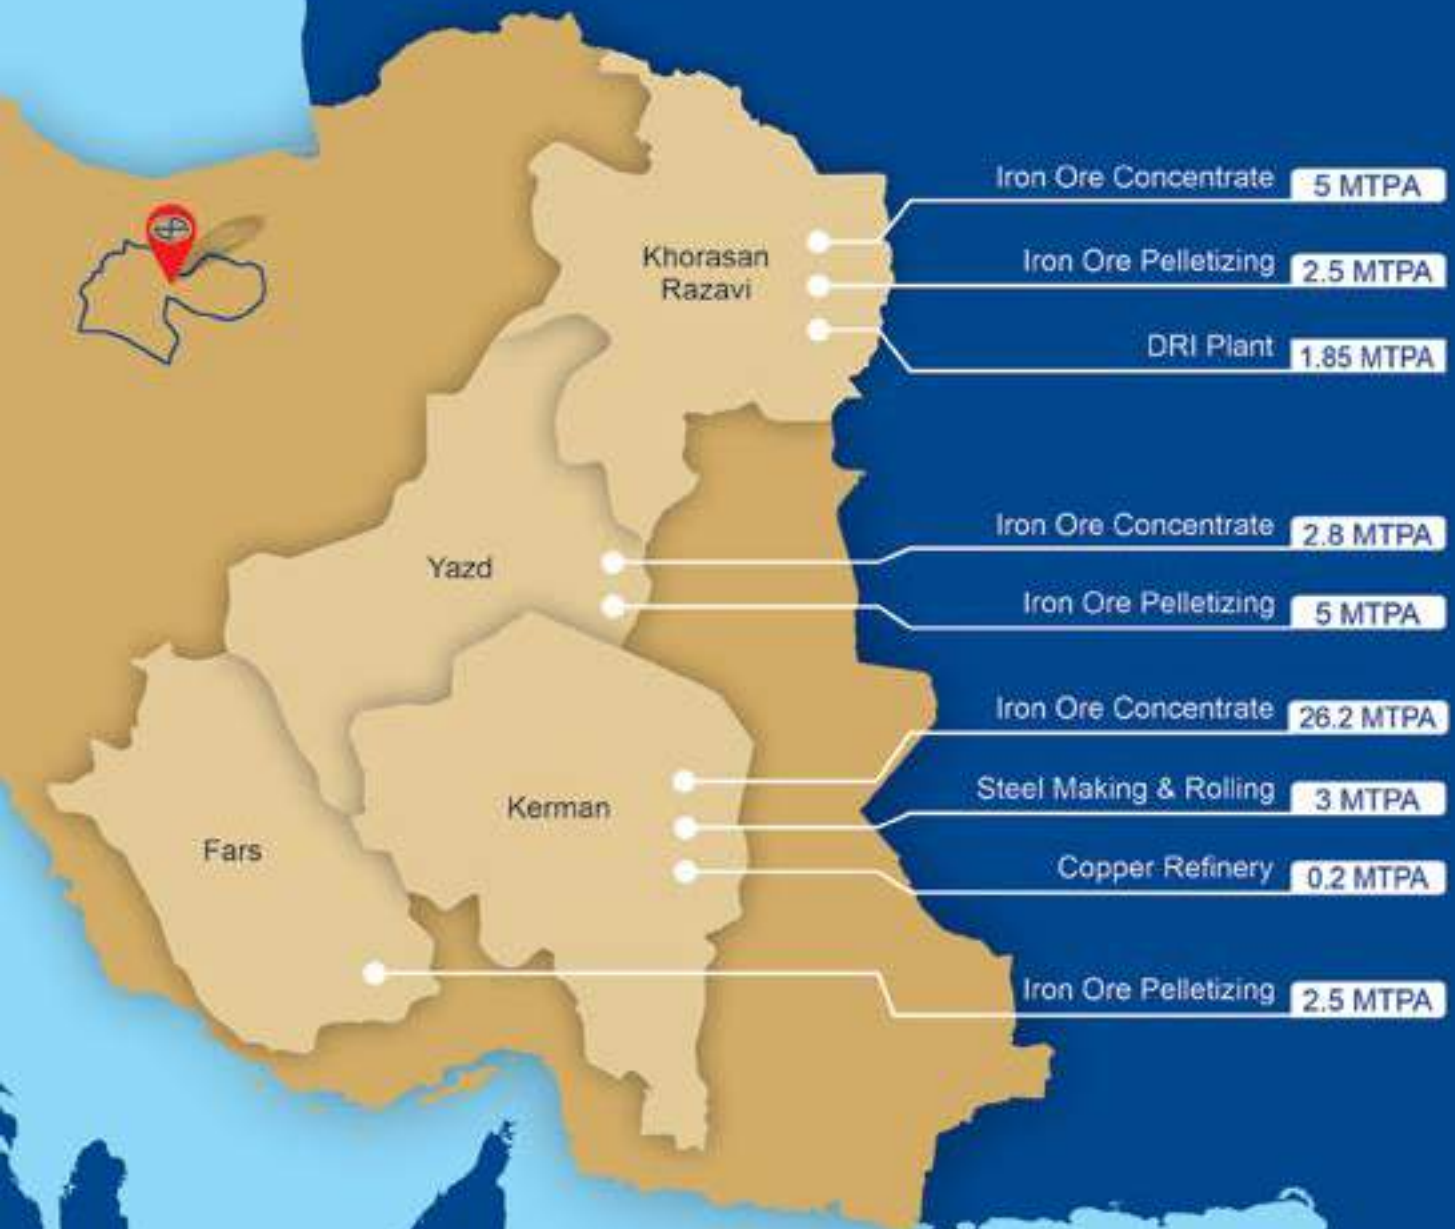 Iron Ore Concentrate 5 MTPA
Khorasan
Razavi
Iron Ore Pelletizing 2.5 MTPA
DRI Plant 1.85 MTPA
Yazd
Iron Ore Concentrate 2.8 MTPA
Iron Ore Pelletizing 5 MTPA
Kerman
Iron Ore Concentrate 26.2 MTPA
Steel Making & Rolling 3 MTPA
Copper Refinery 0.2 MTPA
Fars
Iron Ore Pelletizing 2.5 MTPA